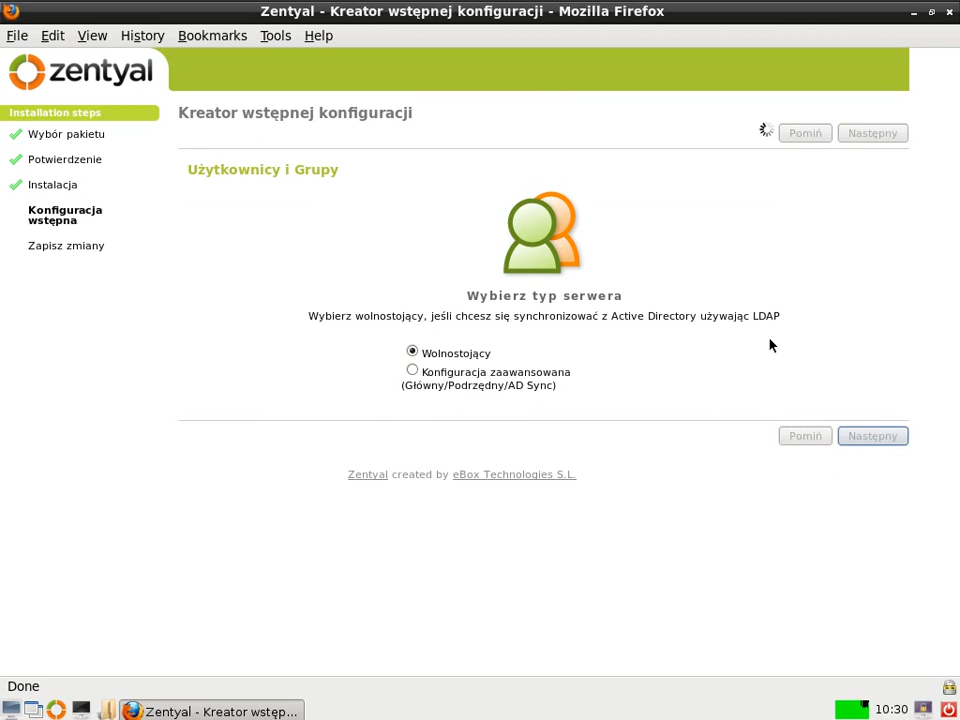 Zentyal - Kreator wstępnej konfiguracji - Mozilla Firefox
File Edit View History Bookmarks Tools Help
zentyal
Installation steps
Wybór pakietu
Potwierdzenie
Instalacja
Konfiguracja
wstępna
Zapisz zmiany
Kreator wstępnej konfiguracji
Pomiń Następny
Użytkownicy i Grupy
Wybierz typ serwera
Wybierz wolnostojący, jeśli chcesz się synchronizować z Active Directory używając LDAP
Wolnostojący
Konfiguracja zaawansowana
(Główny/Podrzędny/AD Sync)
Pomiń Następny
Zentyal created by eBox Technologies S.L.
Done
Zentyal - Kreator wstęp...
10:30